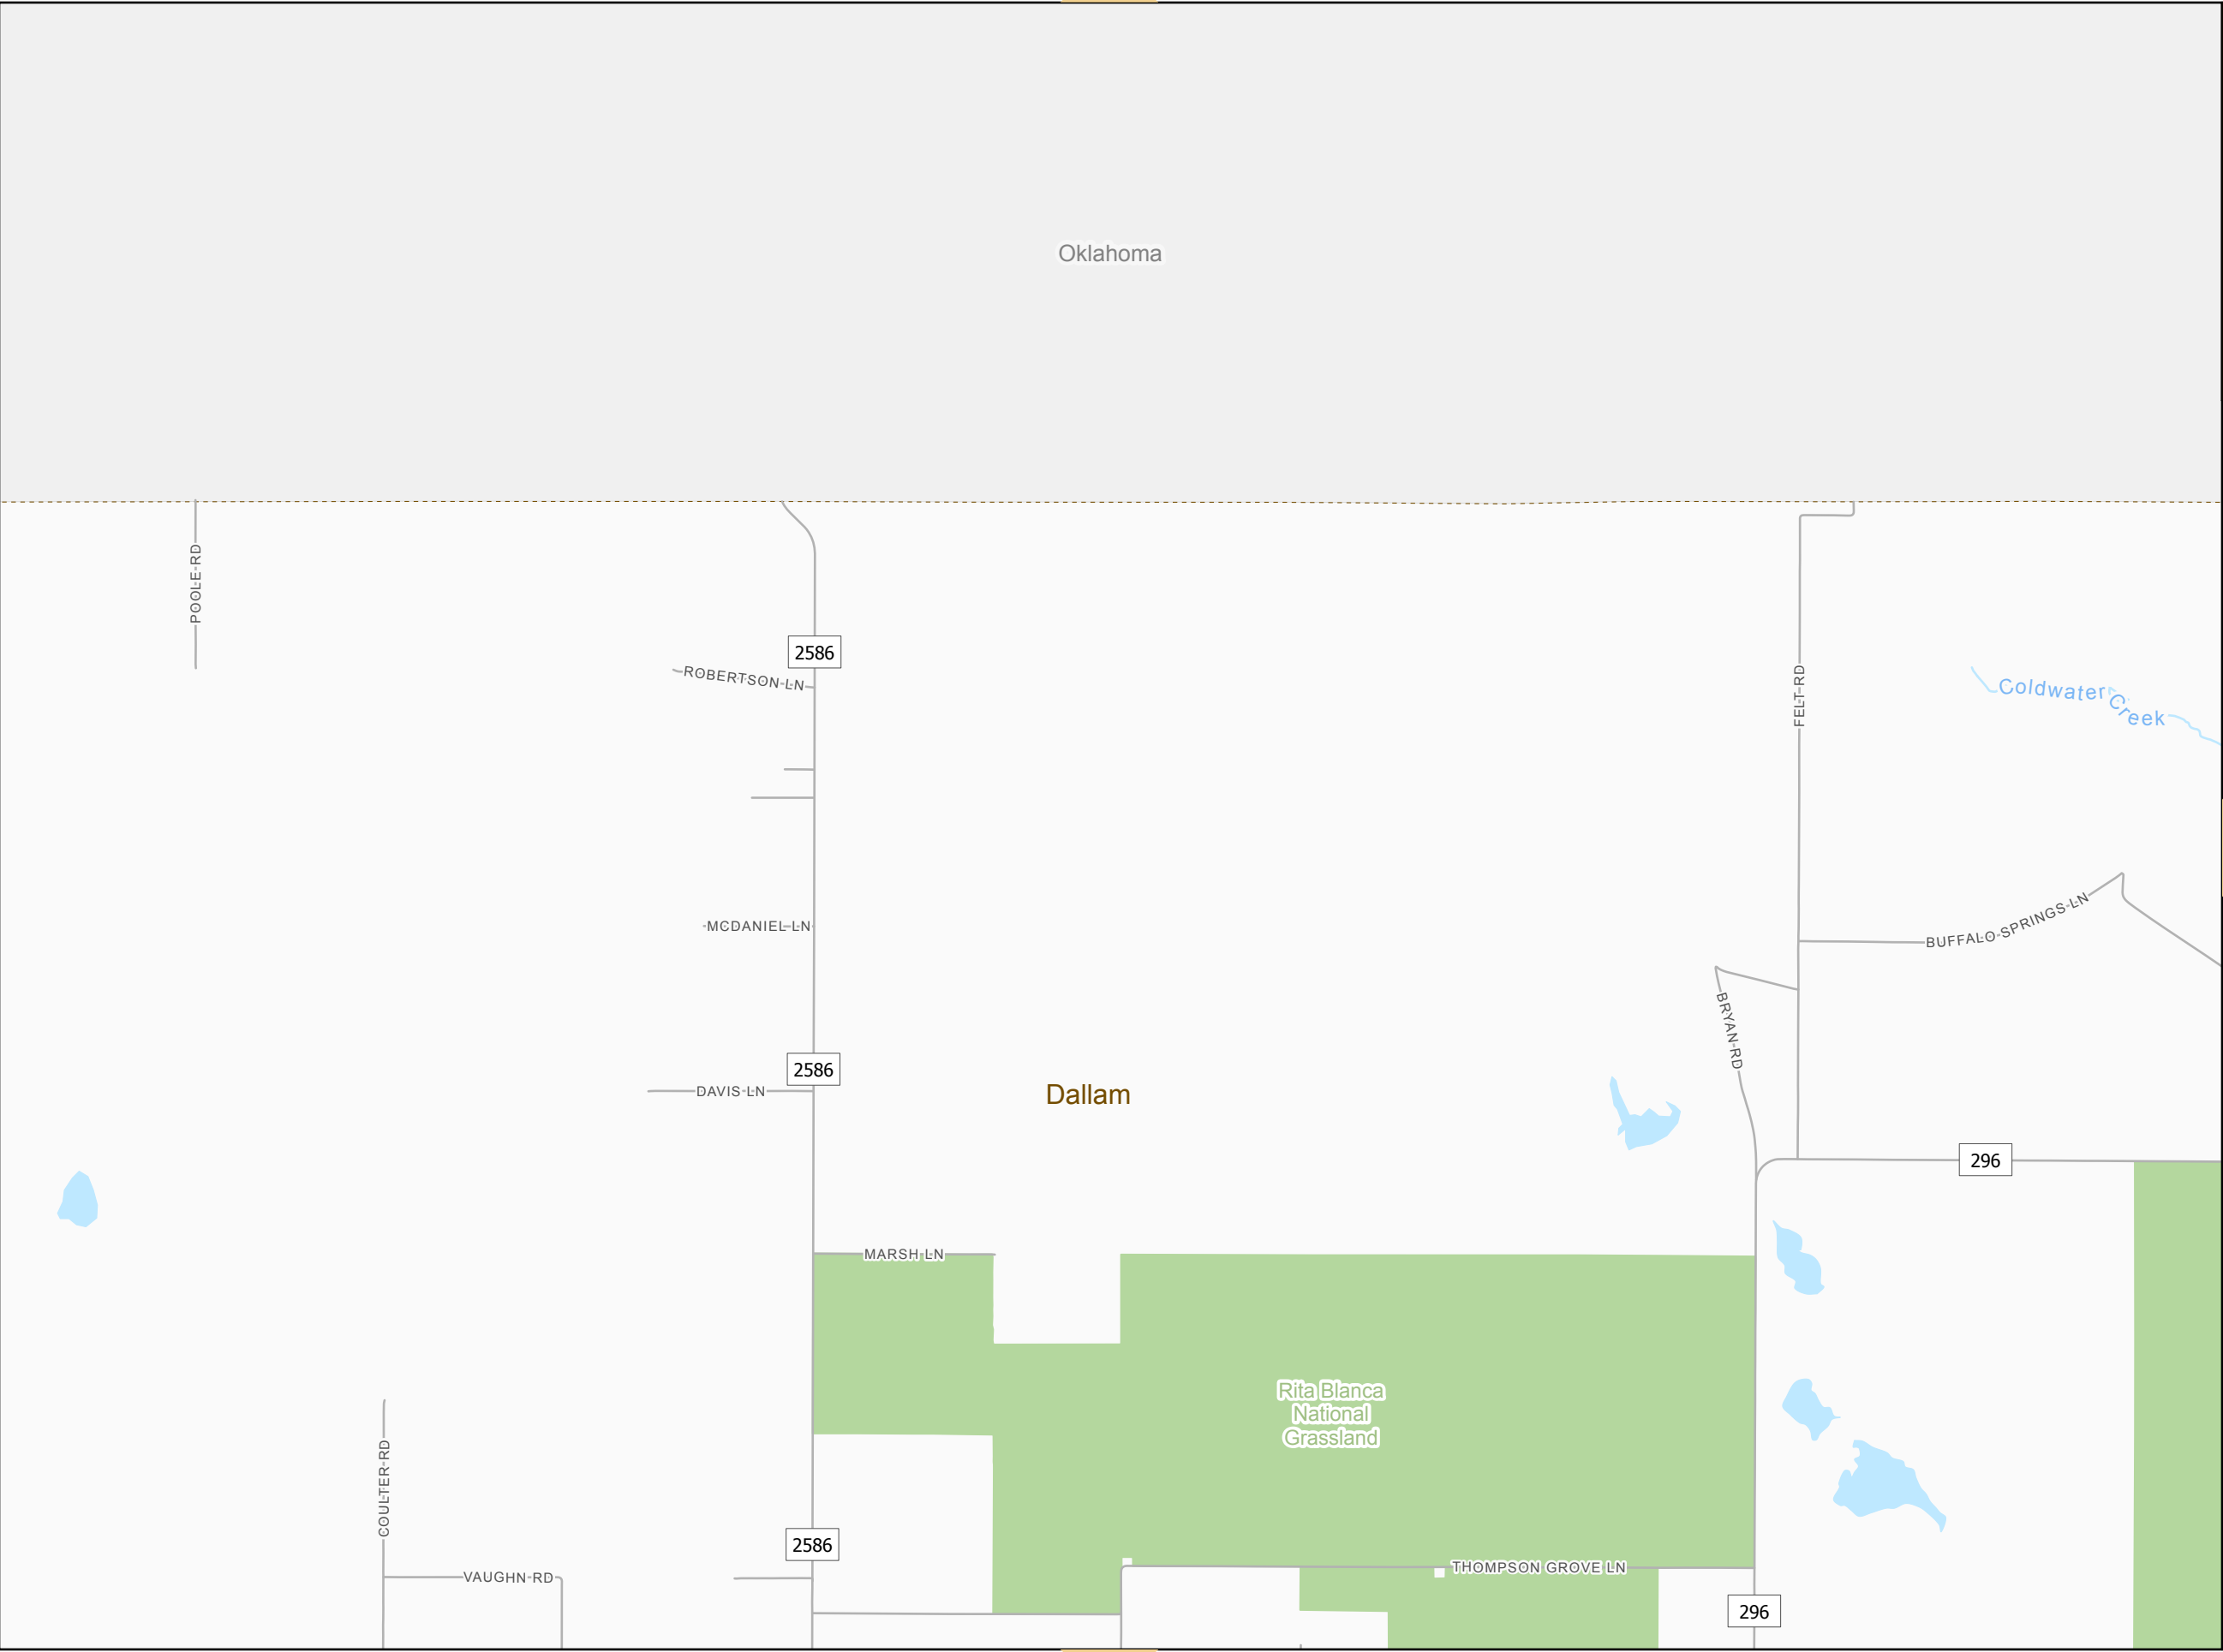 Oklahoma
POOLE RD
2586
ROBERTSON LN
FELT RD
Coldwater Creek
MCDANIEL LN
BUFFALO SPRINGS LN
BRYAN RD
2586
DAVIS LN
Dallam
296
MARSH LN
Rita Blanca
National
Grassland
COULTER RD
2586
VAUGHN RD
THOMPSON GROVE LN
296